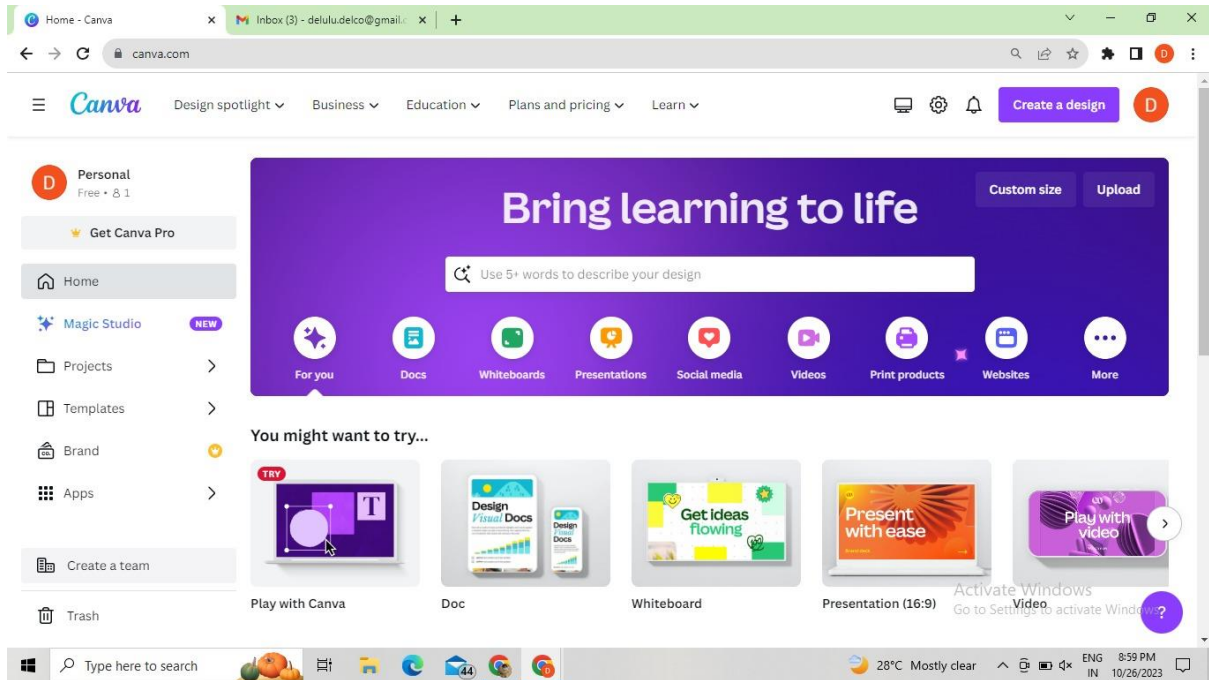 Home - Canva
Inbox (3) - delulu.delco@gmail.c
canva.com
D
Canva
Design spotlight
Business
Education
Plans and pricing
Learn
Create a design
D
D
Personal
Free • 1
Get Canva Pro
Home
Magic Studio NEW
Projects
Templates
Brand
Apps
Create a team
Trash
Bring learning to life
Custom size
Upload
Use 5+ words to describe your design
For you
Docs
Whiteboards
Presentations
Social media
Videos
Print products
Websites
More
You might want to try...
TRY
T
Play with Canva
Design
Visual Docs
Design
Visual
Docs
Doc
Get ideas
flowing
Whiteboard
Present
with ease
Presentation (16:9)
Play with
video
Video
Activate Windows
Go to Settings to activate Windows.
?
Type here to search
44
28°C Mostly clear
ENG
IN
8:59 PM
10/26/2023